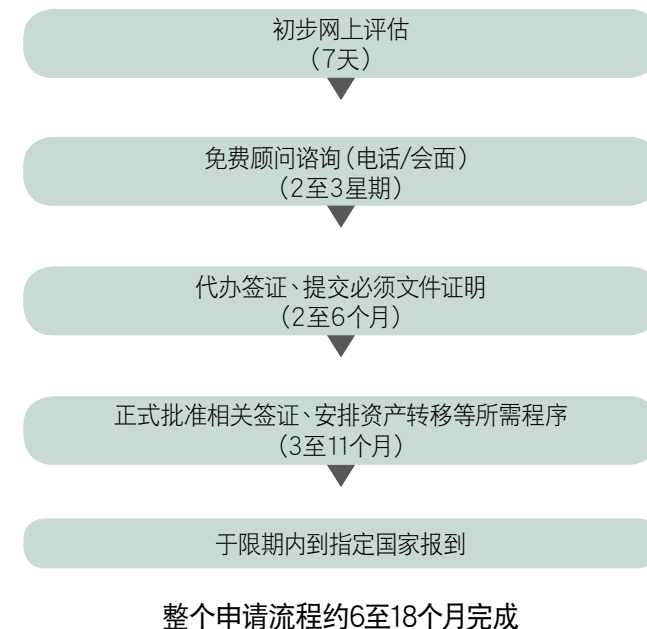 初步网上评估
（7天）
免费顾问谘询（电话/会面）
（2至3星期）
代办签证、提交必须文件证明
（2至6个月）
正式批准相关签证、安排资产转移等所需程序
（3至11个月）
于限期内到指定国家报到
整个申请流程约6至18个月完成